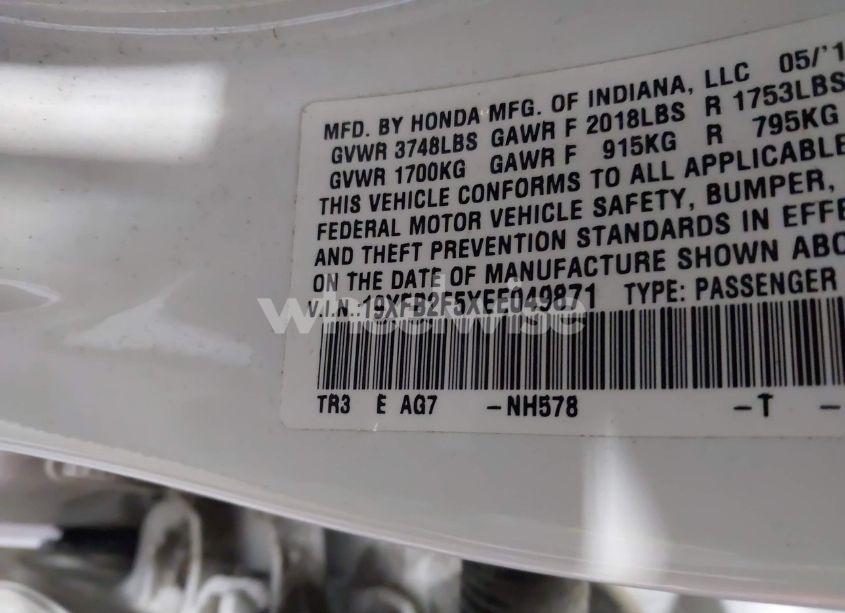 MFD. BY HONDA MFG. OF INDIANA, LLC 05/'1
GVWR 3748LBS GAWR F 2018LBS R 1753LBS
GVWR 1700KG GAWR F 915KG R 795KG
THIS VEHICLE CONFORMS TO ALL APPLICABLE
FEDERAL MOTOR VEHICLE SAFETY, BUMPER,
AND THEFT PREVENTION STANDARDS IN EFFE
ON THE DATE OF MANUFACTURE SHOWN ABO
V.I.N.:19XFB2F5XEE049871 TYPE: PASSENGER
wheelwise
TR3 E AG7 -NH578 -T -